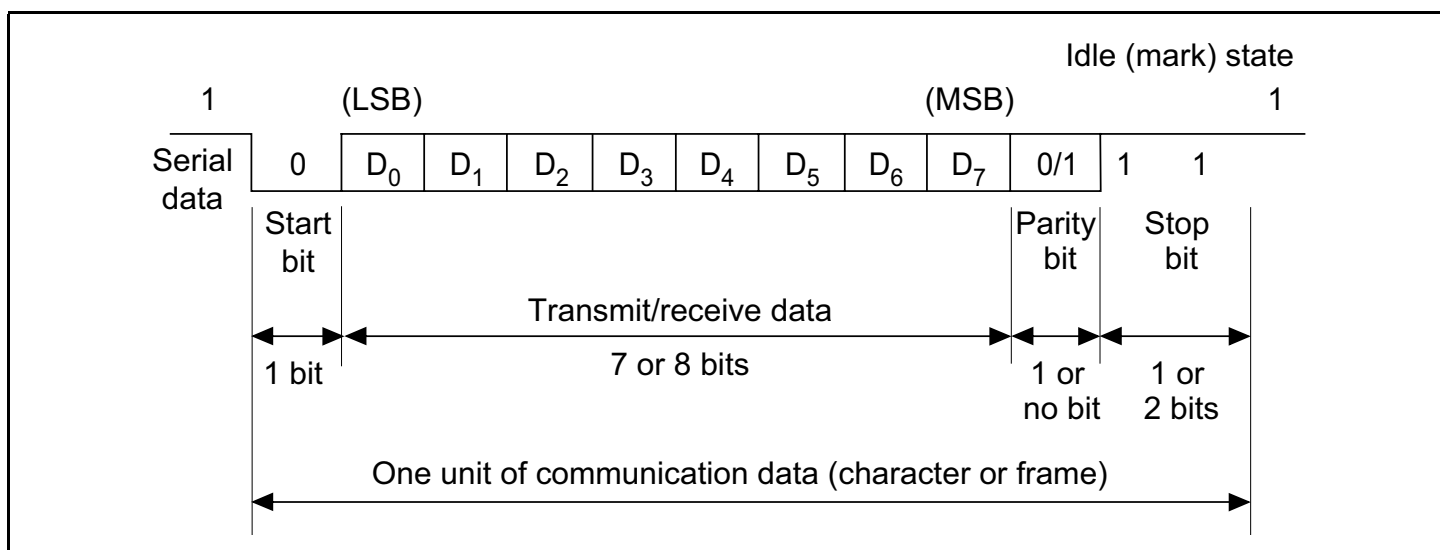 Idle (mark) state
1 (LSB) (MSB) 1
Serial data
0 D0 D1 D2 D3 D4 D5 D6 D7 0/1 1 1
Start bit
Parity bit
Stop bit
Transmit/receive data
1 bit
7 or 8 bits
1 or no bit
1 or 2 bits
One unit of communication data (character or frame)